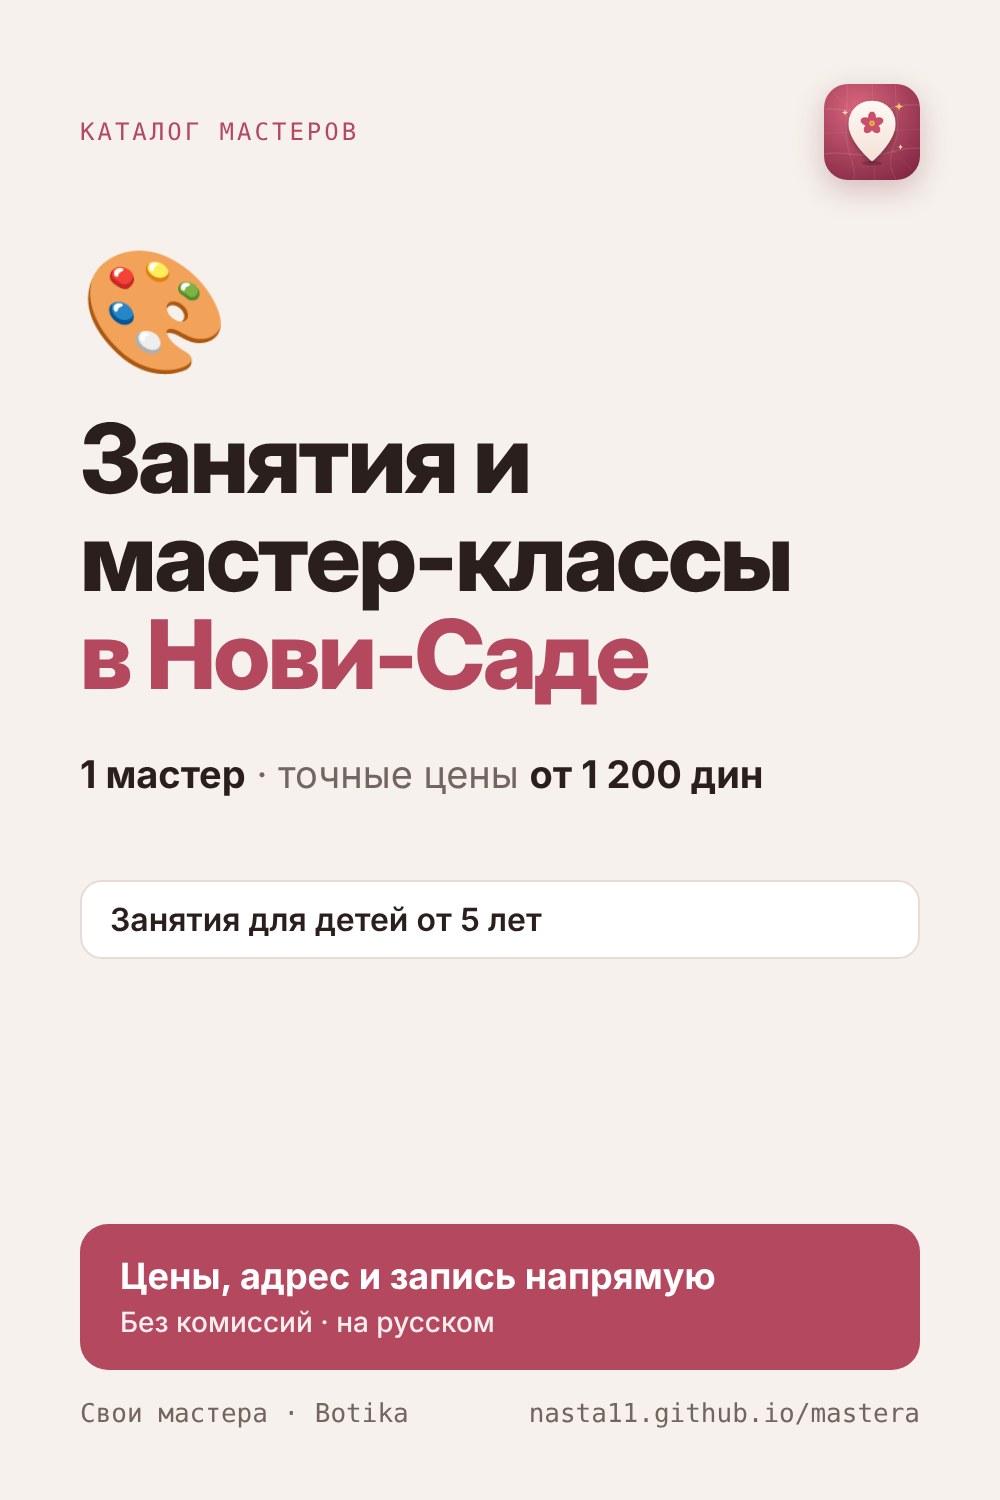 КАТАЛОГ МАСТЕРОВ
Занятия и
мастер-классы
в Нови-Саде
1 мастер · точные цены от 1 200 дин
Занятия для детей от 5 лет
Цены, адрес и запись напрямую
Без комиссий · на русском
Свои мастера · Botika
nasta11.github.io/mastera